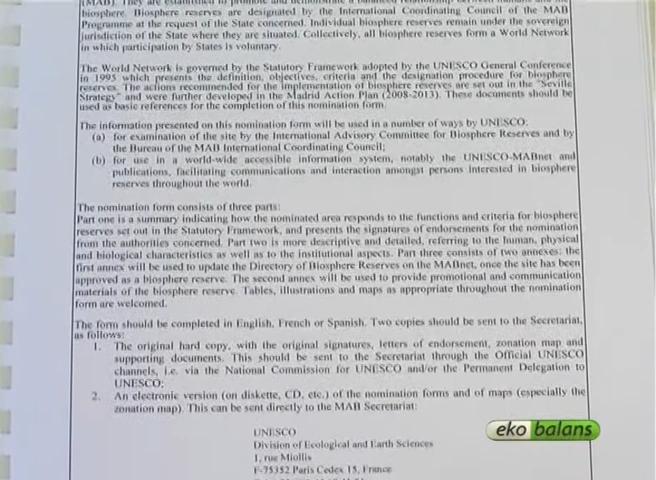 (MAB). They are established to promote and demonstrate a balanced relationship between humans and the
biosphere. Biosphere reserves are designated by the International Coordinating Council of the MAB
Programme at the request of the State concerned. Individual biosphere reserves remain under the sovereign
jurisdiction of the State where they are situated. Collectively, all biosphere reserves form a World Network
in which participation by States is voluntary.
The World Network is governed by the Statutory Framework adopted by the UNESCO General Conference
in 1995 which presents the definition, objectives, criteria and the designation procedure for biosphere
reserves. The actions recommended for the implementation of biosphere reserves are set out in the "Seville
Strategy" and were further developed in the Madrid Action Plan (2008-2013). These documents should be
used as basic references for the completion of this nomination form.
The information presented on this nomination form will be used in a number of ways by UNESCO:
(a) for examination of the site by the International Advisory Committee for Biosphere Reserves and by
the Bureau of the MAB International Coordinating Council;
(b) for use in a world-wide accessible information system, notably the UNESCO-MABnet and
publications, facilitating communications and interaction amongst persons interested in biosphere
reserves throughout the world.
The nomination form consists of three parts:
Part one is a summary indicating how the nominated area responds to the functions and criteria for biosphere
reserves set out in the Statutory Framework, and presents the signatures of endorsements for the nomination
from the authorities concerned. Part two is more descriptive and detailed, referring to the human, physical
and biological characteristics as well as to the institutional aspects. Part three consists of two annexes: the
first annex will be used to update the Directory of Biosphere Reserves on the MABnet, once the site has been
approved as a biosphere reserve. The second annex will be used to provide promotional and communication
materials of the biosphere reserve. Tables, illustrations and maps as appropriate throughout the nomination
form are welcomed.
The form should be completed in English, French or Spanish. Two copies should be sent to the Secretariat,
as follows:
1. The original hard copy, with the original signatures, letters of endorsement, zonation map and
supporting documents. This should be sent to the Secretariat through the Official UNESCO
channels, i.e. via the National Commission for UNESCO and/or the Permanent Delegation to
UNESCO;
2. An electronic version (on diskette, CD, etc.) of the nomination forms and of maps (especially the
zonation map). This can be sent directly to the MAB Secretariat:
UNESCO
Division of Ecological and Earth Sciences
1, rue Miollis
F-75352 Paris Cedex 15, France
eko balans